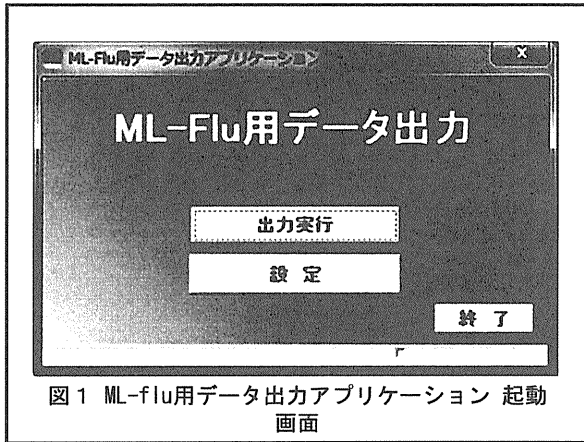 ML-Flu用データ出力アプリケーション
X
ML-Flu用データ出力
出力実行
設 定
終 了
図1 ML-flu用データ出力アプリケーション 起動
画面